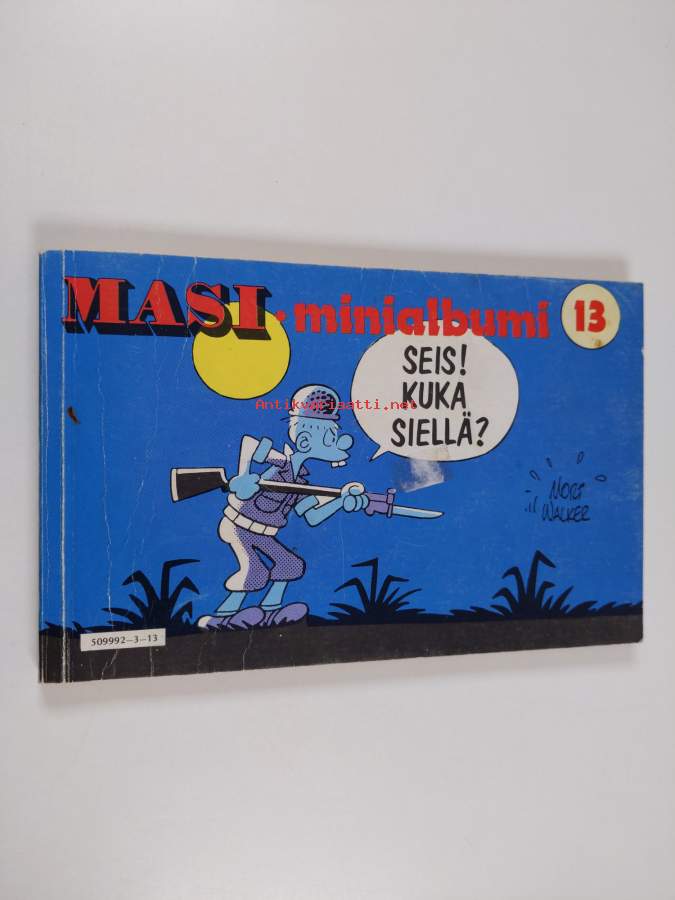 MASI-minialbumi 13
SEIS!
KUKA
SIELLÄ?
Antikvariaatti.net
MORT
WALKER
509992-3-13